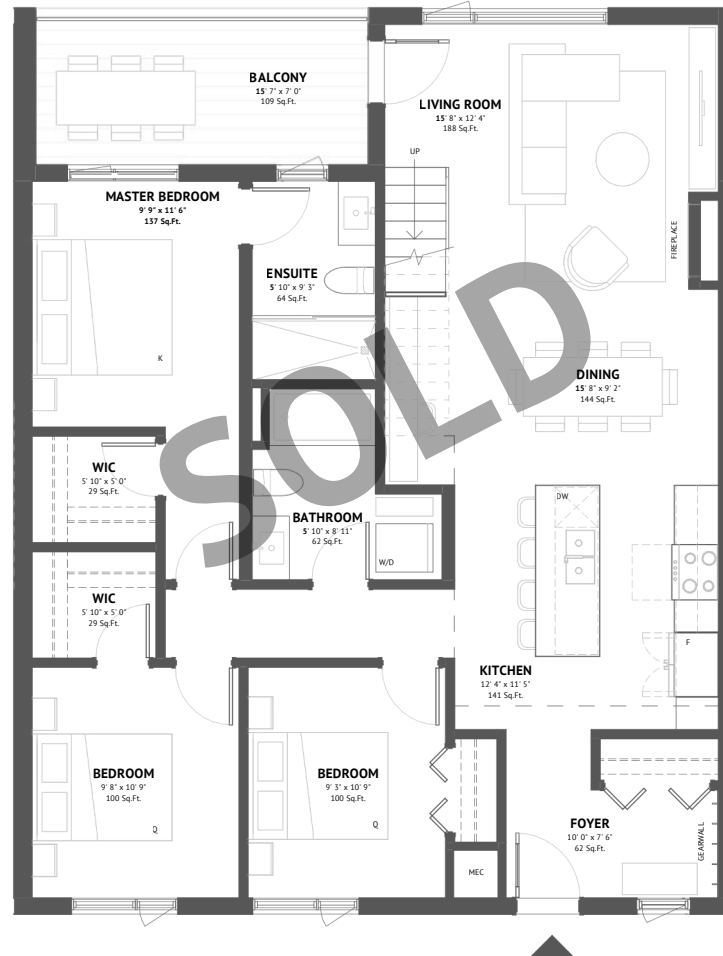 BALCONY
15' 7" x 7' 0"
109 Sq.Ft.
LIVING ROOM
15' 8" x 12' 4"
188 Sq.Ft.
UP
MASTER BEDROOM
9' 9" x 11' 6"
137 Sq.Ft.
FIREPLACE
ENSUITE
5' 10" x 9' 3"
64 Sq.Ft.
K
SOLD
DINING
15' 8" x 9' 2"
144 Sq.Ft.
WIC
5' 10" x 5' 0"
29 Sq.Ft.
DW
BATHROOM
5' 10" x 8' 11"
62 Sq.Ft.
W/D
WIC
5' 10" x 5' 0"
29 Sq.Ft.
F
KITCHEN
12' 4" x 11' 5"
141 Sq.Ft.
BEDROOM
9' 8" x 10' 9"
100 Sq.Ft.
Q
BEDROOM
9' 3" x 10' 9"
100 Sq.Ft.
Q
FOYER
10' 0" x 7' 6"
62 Sq.Ft.
GEARWALL
MEC